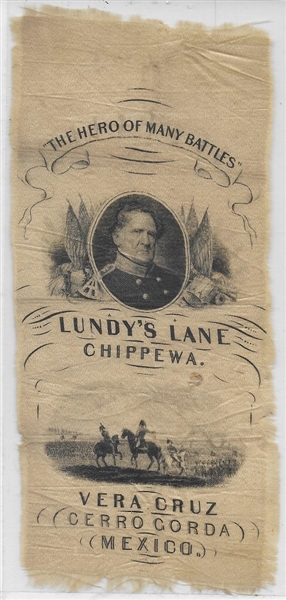 "THE HERO OF MANY BATTLES"
LUNDY'S LANE
CHIPPEWA.
VERA CRUZ
CERRO GORDA
MEXICO.